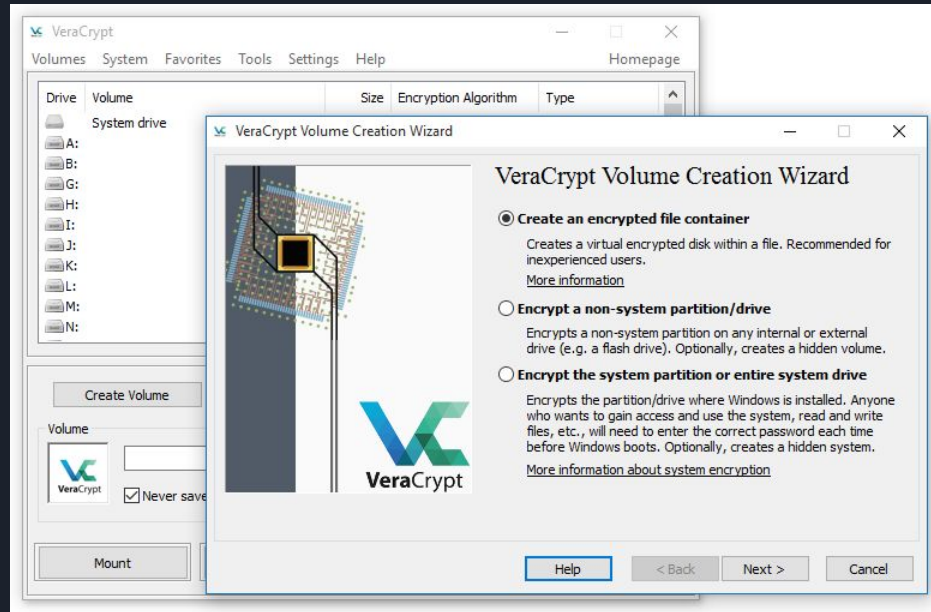 VeraCrypt
Volumes System Favorites Tools Settings Help Homepage
Drive Volume Size Encryption Algorithm Type
System drive
A:
B:
G:
H:
I:
J:
K:
L:
M:
N:
Create Volume
Volume
VeraCrypt
Never save
Mount
VeraCrypt Volume Creation Wizard
VeraCrypt
VeraCrypt Volume Creation Wizard
Create an encrypted file container
Creates a virtual encrypted disk within a file. Recommended for
inexperienced users.
More information
Encrypt a non-system partition/drive
Encrypts a non-system partition on any internal or external
drive (e.g. a flash drive). Optionally, creates a hidden volume.
Encrypt the system partition or entire system drive
Encrypts the partition/drive where Windows is installed. Anyone
who wants to gain access and use the system, read and write
files, etc., will need to enter the correct password each time
before Windows boots. Optionally, creates a hidden system.
More information about system encryption
Help < Back Next > Cancel